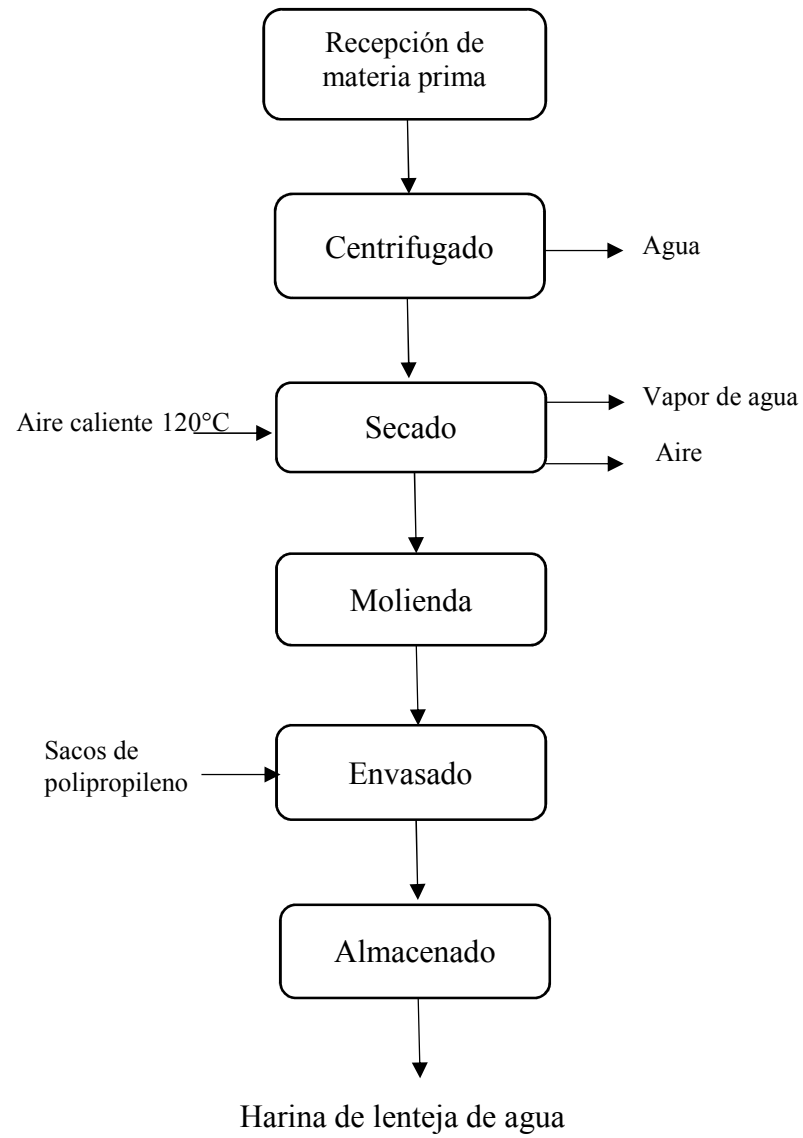 Recepción de
materia prima
Centrifugado
Agua
Aire caliente 120°C
Secado
Vapor de agua
Aire
Molienda
Sacos de
polipropileno
Envasado
Almacenado
Harina de lenteja de agua